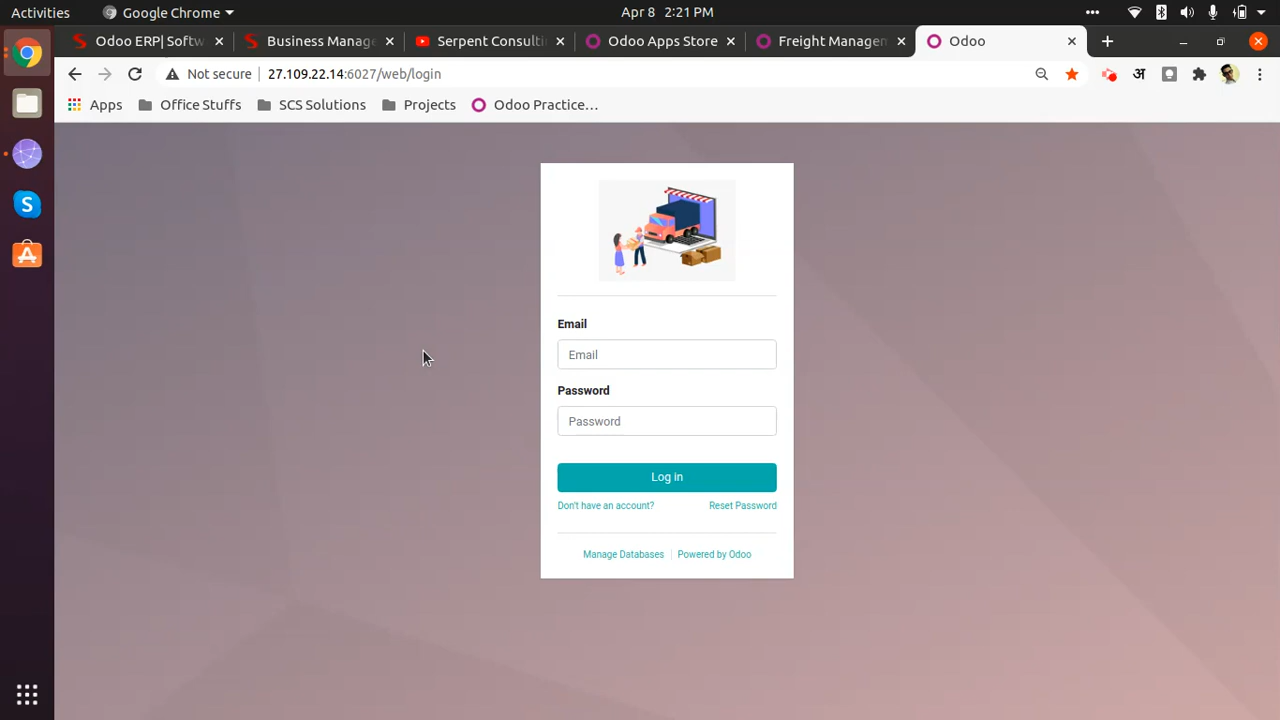 Activities Google Chrome Apr 8 2:21 PM
Odoo ERP| Softw Business Manage Serpent Consulti Odoo Apps Stor Freight Managem Odoo
Not secure 27.109.22.14:6027/web/login अ
Apps Office Stuffs SCS Solutions Projects Odoo Practice…
Email
Email
Password
Password
Log in
Don't have an account? Reset Password
Manage Databases Powered by Odoo